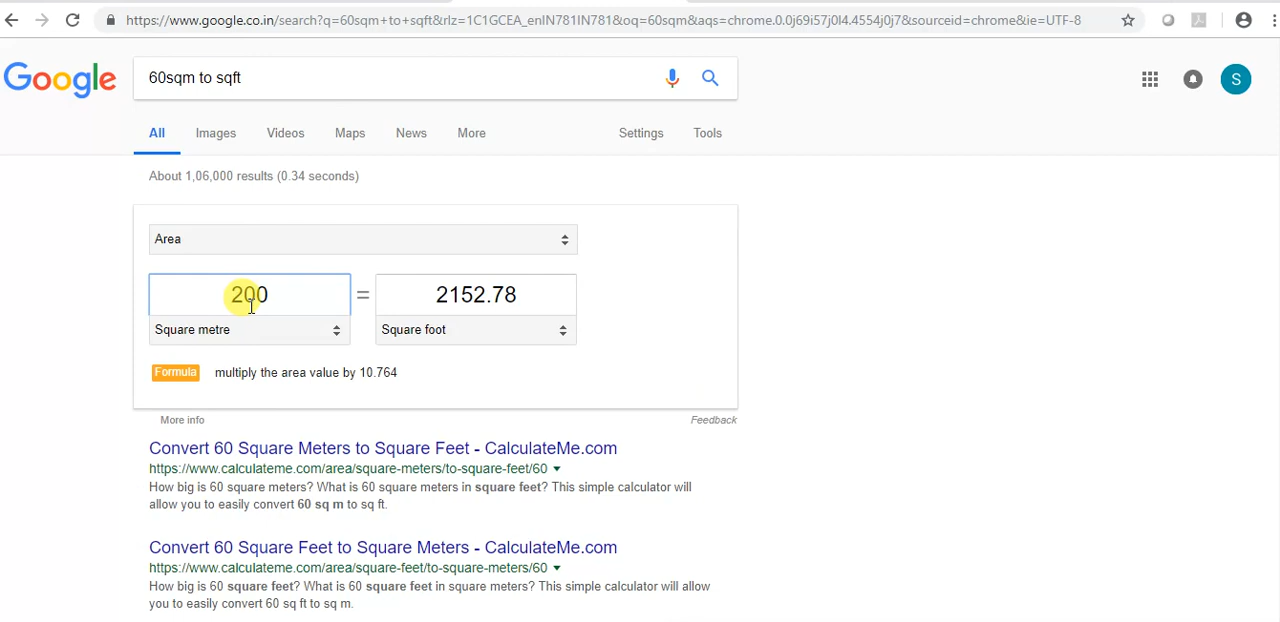 https://www.google.co.in/search?q=60sqm+to+sqft&rlz=1C1GCEA_enIN781IN781&oq=60sqm&aqs=chrome.0.0j69i57j0l4.4554j0j7&sourceid=chrome&ie=UTF-8
Google
60sqm to sqft
S
All Images Videos Maps News More Settings Tools
About 1,06,000 results (0.34 seconds)
Area
200 = 2152.78
Square metre Square foot
Formula multiply the area value by 10.764
More info Feedback
Convert 60 Square Meters to Square Feet - CalculateMe.com
https://www.calculateme.com/area/square-meters/to-square-feet/60
How big is 60 square meters? What is 60 square meters in square feet? This simple calculator will
allow you to easily convert 60 sq m to sq ft.
Convert 60 Square Feet to Square Meters - CalculateMe.com
https://www.calculateme.com/area/square-feet/to-square-meters/60
How big is 60 square feet? What is 60 square feet in square meters? This simple calculator will allow
you to easily convert 60 sq ft to sq m.